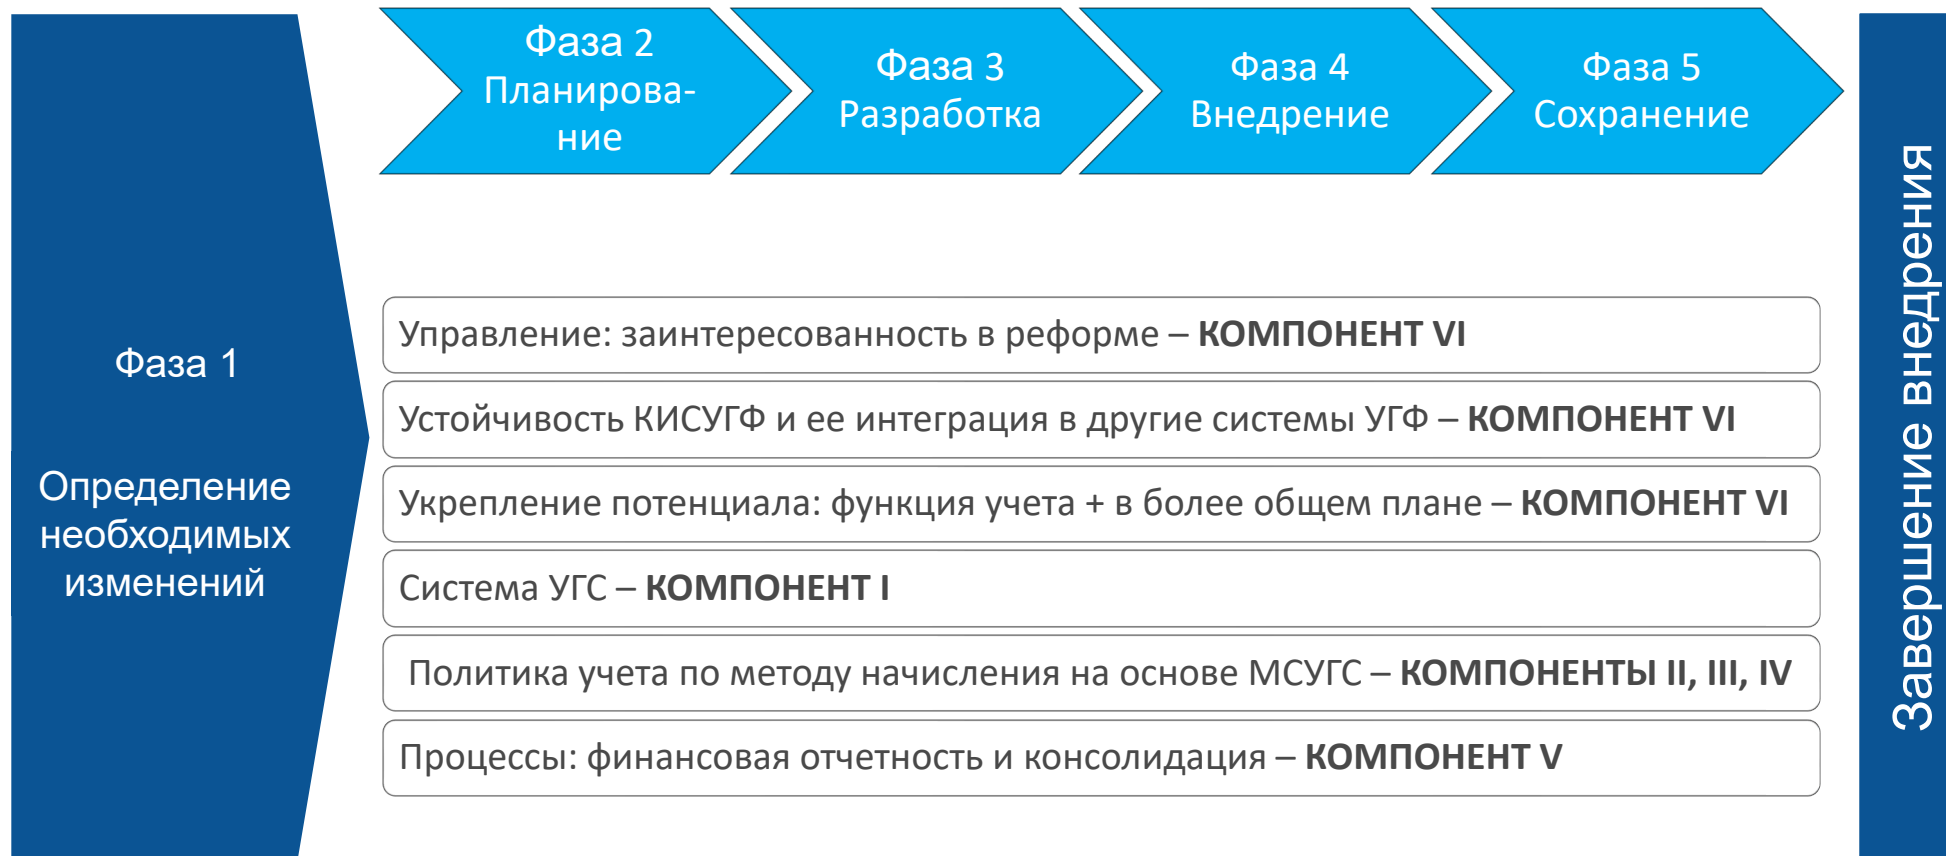 Фаза 1
Определение
необходимых
изменений
Фаза 2
Планирова-
ние
Фаза 3
Разработка
Фаза 4
Внедрение
Фаза 5
Сохранение
Управление: заинтересованность в реформе – КОМПОНЕНТ VI
Устойчивость КИСУГФ и ее интеграция в другие системы УГФ – КОМПОНЕНТ VI
Укрепление потенциала: функция учета + в более общем плане – КОМПОНЕНТ VI
Система УГС – КОМПОНЕНТ I
Политика учета по методу начисления на основе МСУГС – КОМПОНЕНТЫ II, III, IV
Процессы: финансовая отчетность и консолидация – КОМПОНЕНТ V
Завершение внедрения